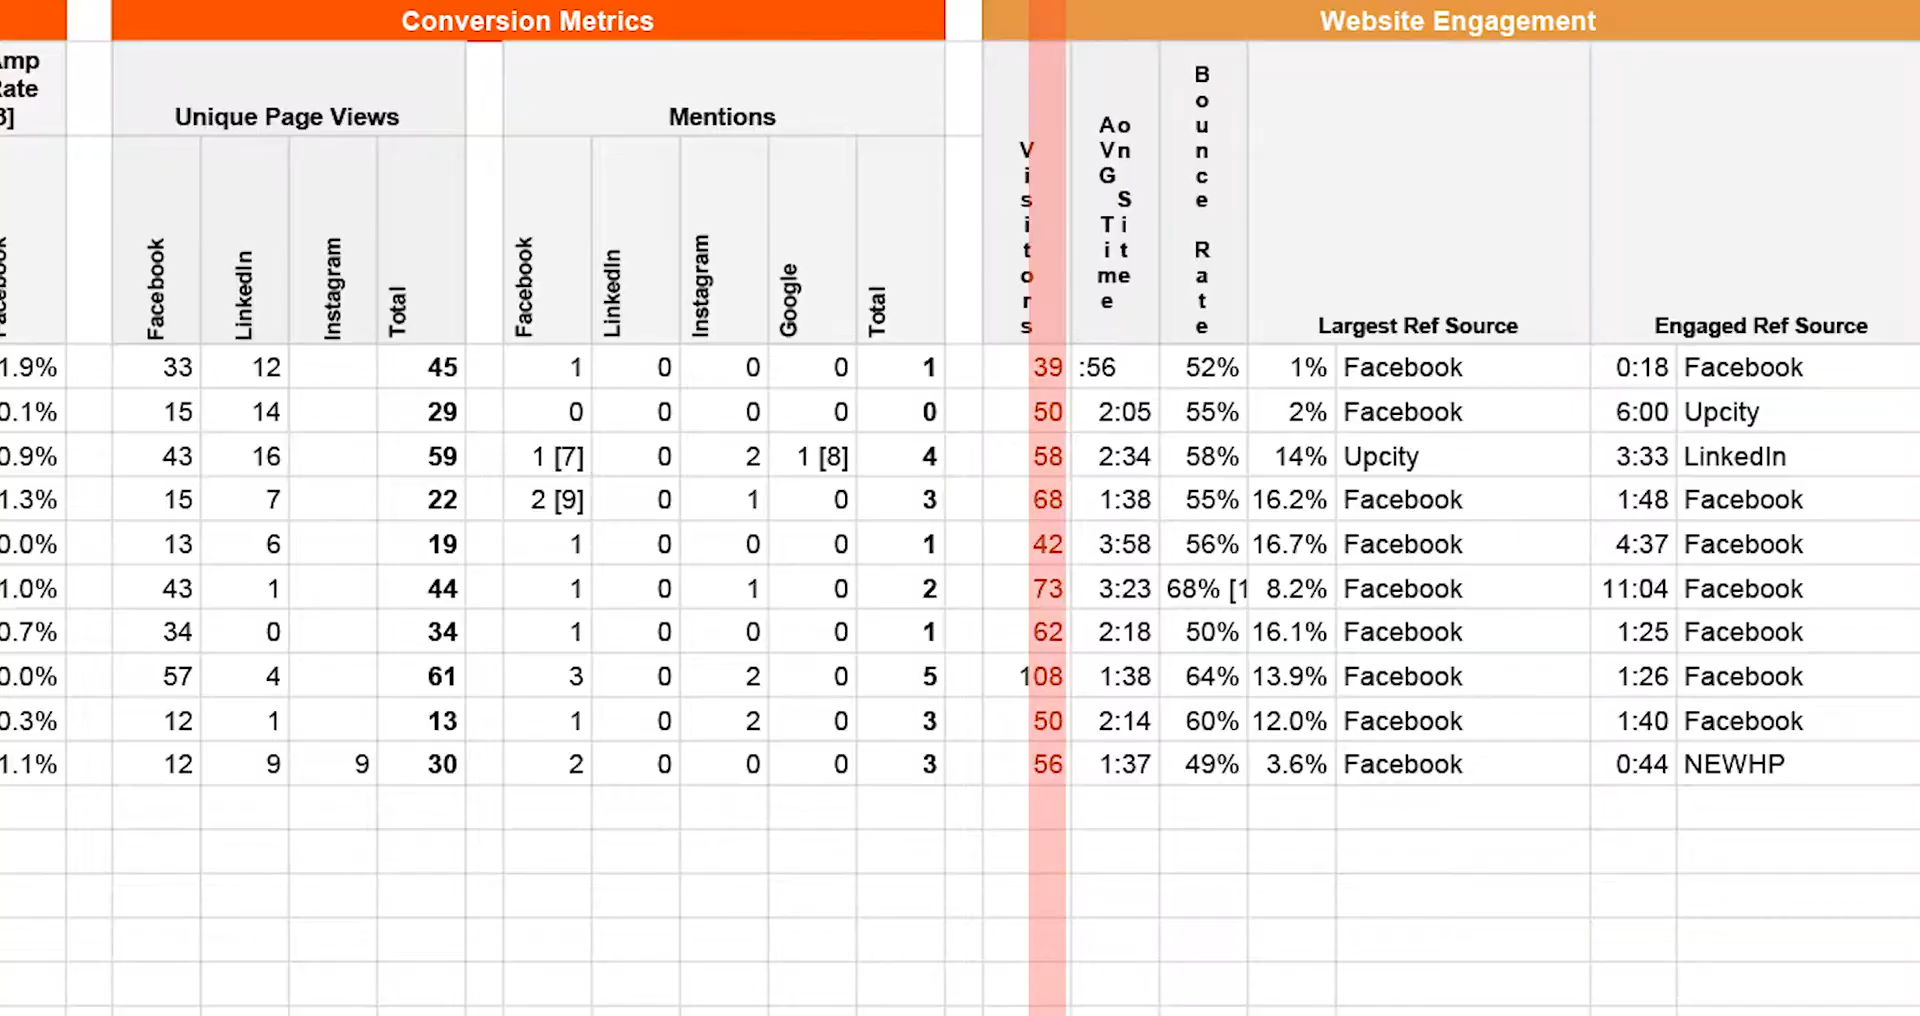 Conversion Metrics Website Engagement
Amp
Rate
3]
Unique Page Views Mentions
Facebook Facebook LinkedIn Instagram Total Facebook LinkedIn Instagram Google Total Visitors AVG Time on Site Bounce Rate Largest Ref Source Engaged Ref Source
1.9% 33 12 45 1 0 0 0 1 39 :56 52% 1% Facebook 0:18 Facebook
0.1% 15 14 29 0 0 0 0 0 50 2:05 55% 2% Facebook 6:00 Upcity
0.9% 43 16 59 1 [7] 0 2 1 [8] 4 58 2:34 58% 14% Upcity 3:33 LinkedIn
1.3% 15 7 22 2 [9] 0 1 0 3 68 1:38 55% 16.2% Facebook 1:48 Facebook
0.0% 13 6 19 1 0 0 0 1 42 3:58 56% 16.7% Facebook 4:37 Facebook
1.0% 43 1 44 1 0 1 0 2 73 3:23 68% [1 8.2% Facebook 11:04 Facebook
0.7% 34 0 34 1 0 0 0 1 62 2:18 50% 16.1% Facebook 1:25 Facebook
0.0% 57 4 61 3 0 2 0 5 108 1:38 64% 13.9% Facebook 1:26 Facebook
0.3% 12 1 13 1 0 2 0 3 50 2:14 60% 12.0% Facebook 1:40 Facebook
1.1% 12 9 9 30 2 0 0 0 3 56 1:37 49% 3.6% Facebook 0:44 NEWHP